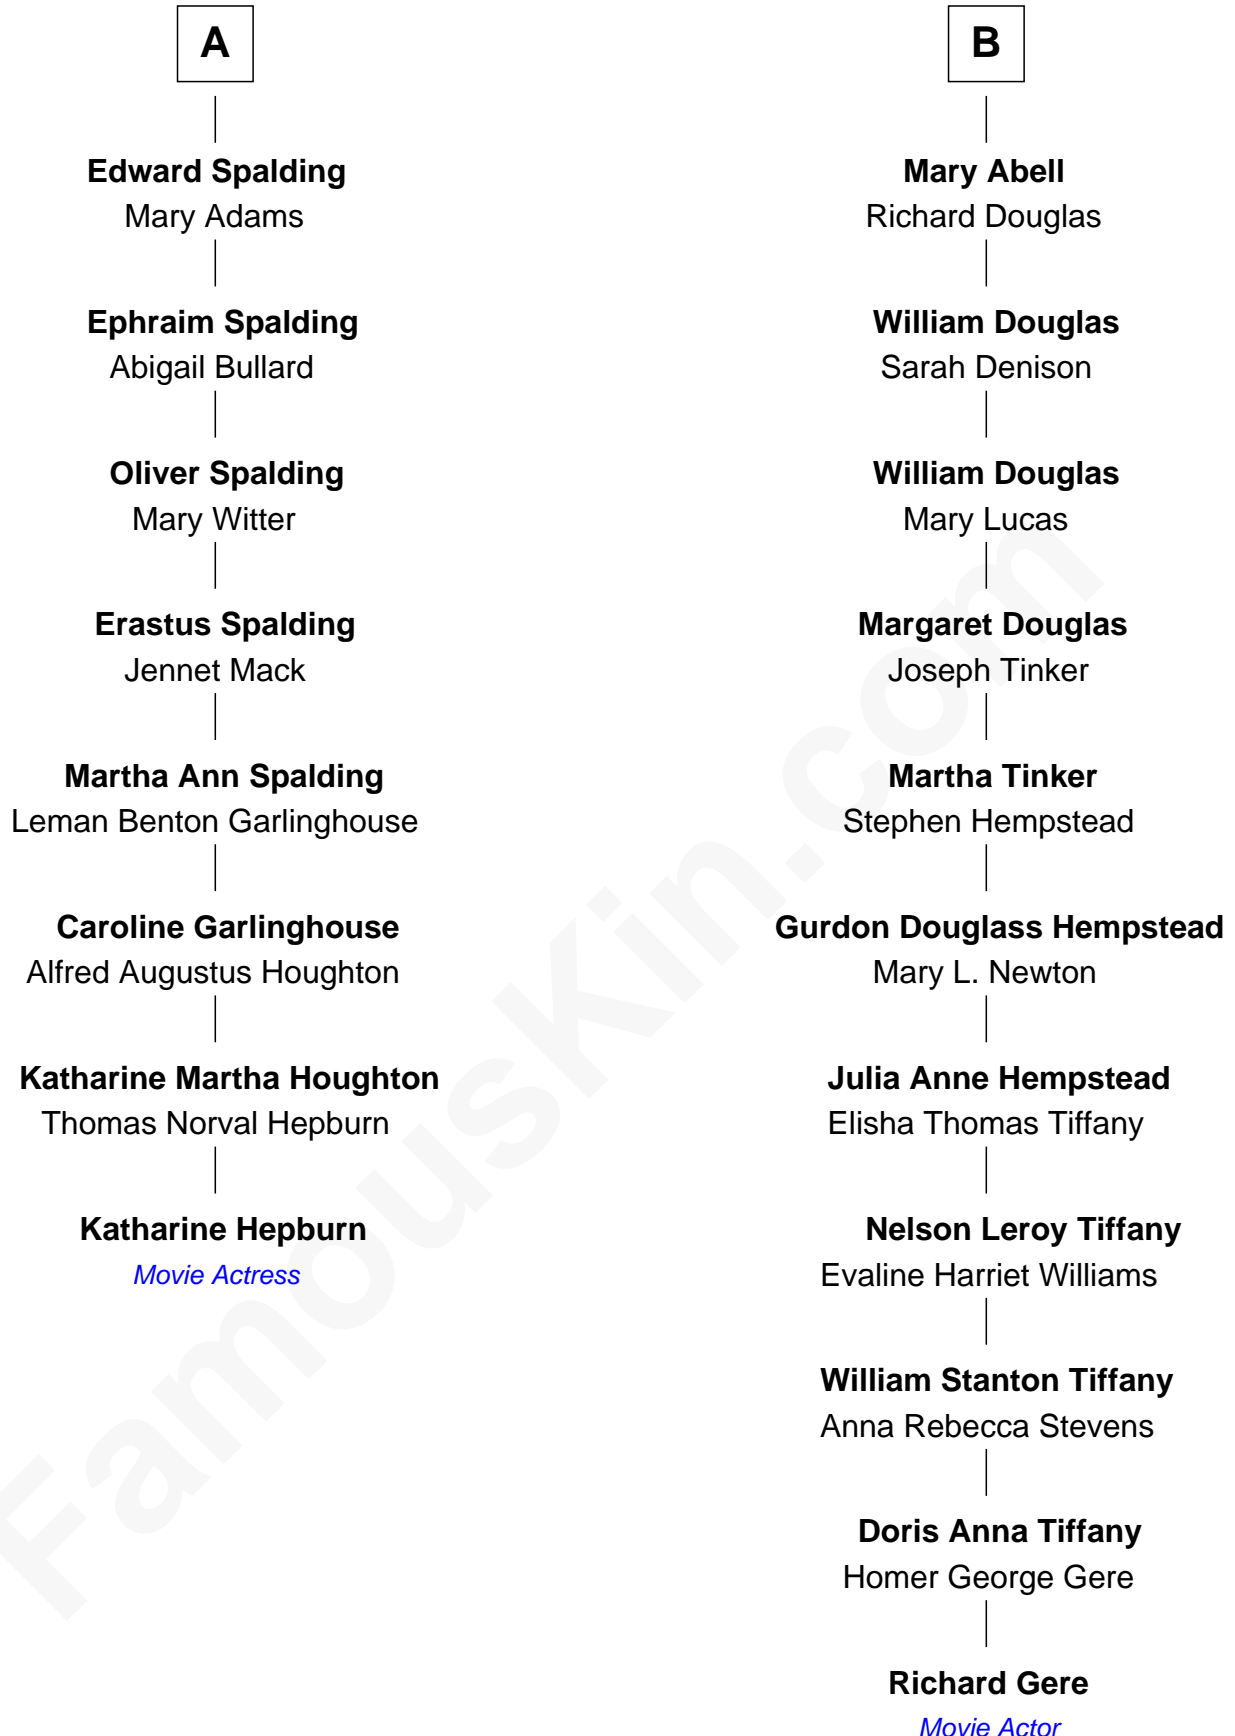 A
Edward Spalding
Mary Adams
Ephraim Spalding
Abigail Bullard
Oliver Spalding
Mary Witter
Erastus Spalding
Jennet Mack
Martha Ann Spalding
Leman Benton Garlinghouse
Caroline Garlinghouse
Alfred Augustus Houghton
Katharine Martha Houghton
Thomas Norval Hepburn
Katharine Hepburn
Movie Actress
B
Mary Abell
Richard Douglas
William Douglas
Sarah Denison
William Douglas
Mary Lucas
Margaret Douglas
Joseph Tinker
Martha Tinker
Stephen Hempstead
Gurdon Douglass Hempstead
Mary L. Newton
Julia Anne Hempstead
Elisha Thomas Tiffany
Nelson Leroy Tiffany
Evaline Harriet Williams
William Stanton Tiffany
Anna Rebecca Stevens
Doris Anna Tiffany
Homer George Gere
Richard Gere
Movie Actor
FamousKin.com